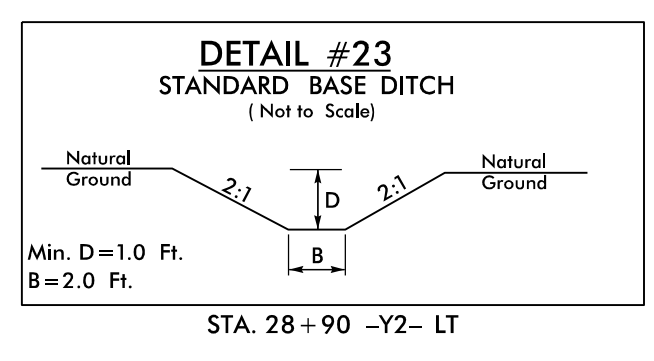 DETAIL #23
STANDARD BASE DITCH
( Not to Scale)
Natural
Ground
2:1
D
2:1
Natural
Ground
B
Min. D=1.0 Ft.
B=2.0 Ft.
STA. 28+90 -Y2- LT